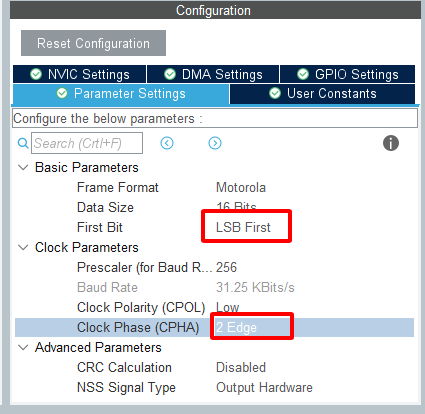 Configuration
Reset Configuration
NVIC Settings DMA Settings GPIO Settings
Parameter Settings User Constants
Configure the below parameters :
Search (CrtI+F)
Basic Parameters
Frame Format Motorola
Data Size 16 Bits
First Bit LSB First
Clock Parameters
Prescaler (for Baud R... 256
Baud Rate 31.25 KBits/s
Clock Polarity (CPOL) Low
Clock Phase (CPHA) 2 Edge
Advanced Parameters
CRC Calculation Disabled
NSS Signal Type Output Hardware